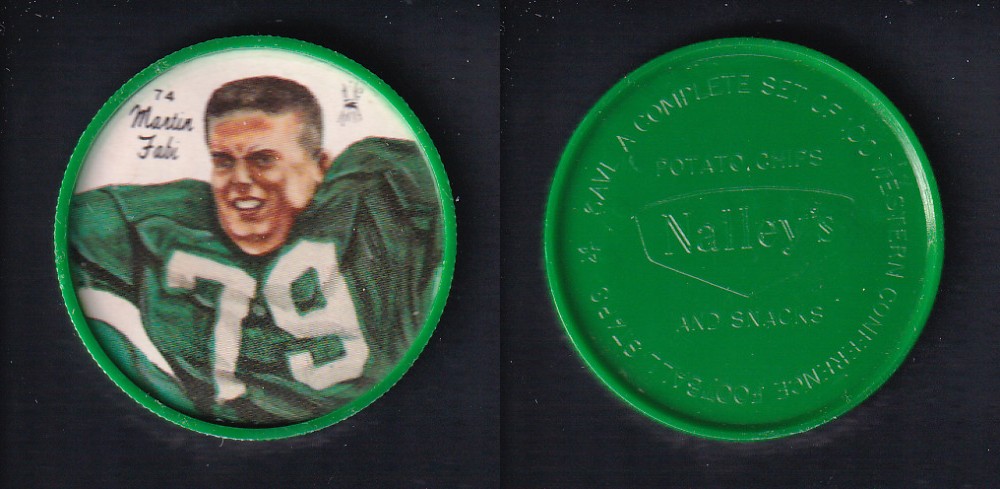 74
Martin
Fabi
79
SAVE A COMPLETE SET OF 100 WESTERN CONFERENCE FOOTBALL STARS
POTATO CHIPS
Nalley's
AND SNACKS